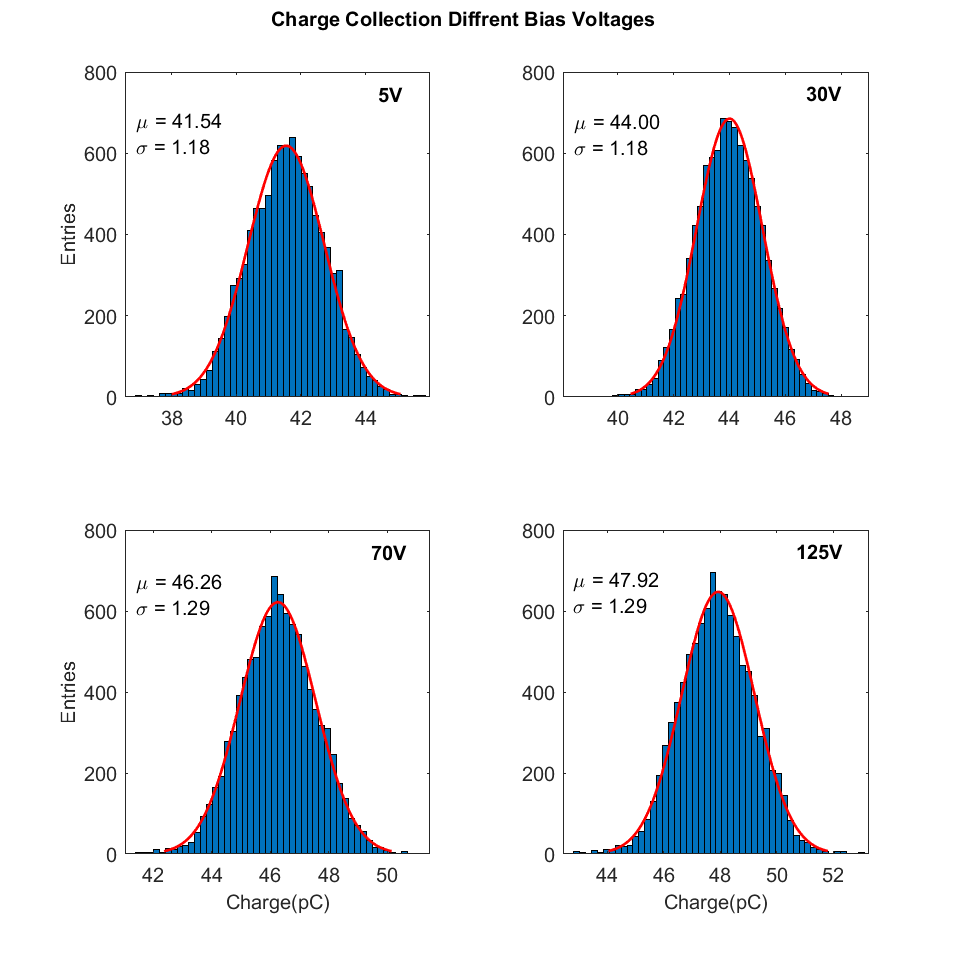 Charge Collection Diffrent Bias Voltages
800
600
400
200
0
Entries
5V
μ = 41.54
σ = 1.18
38 40 42 44
800
600
400
200
0
30V
μ = 44.00
σ = 1.18
40 42 44 46 48
800
600
400
200
0
Entries
70V
μ = 46.26
σ = 1.29
42 44 46 48 50
Charge(pC)
800
600
400
200
0
125V
μ = 47.92
σ = 1.29
44 46 48 50 52
Charge(pC)